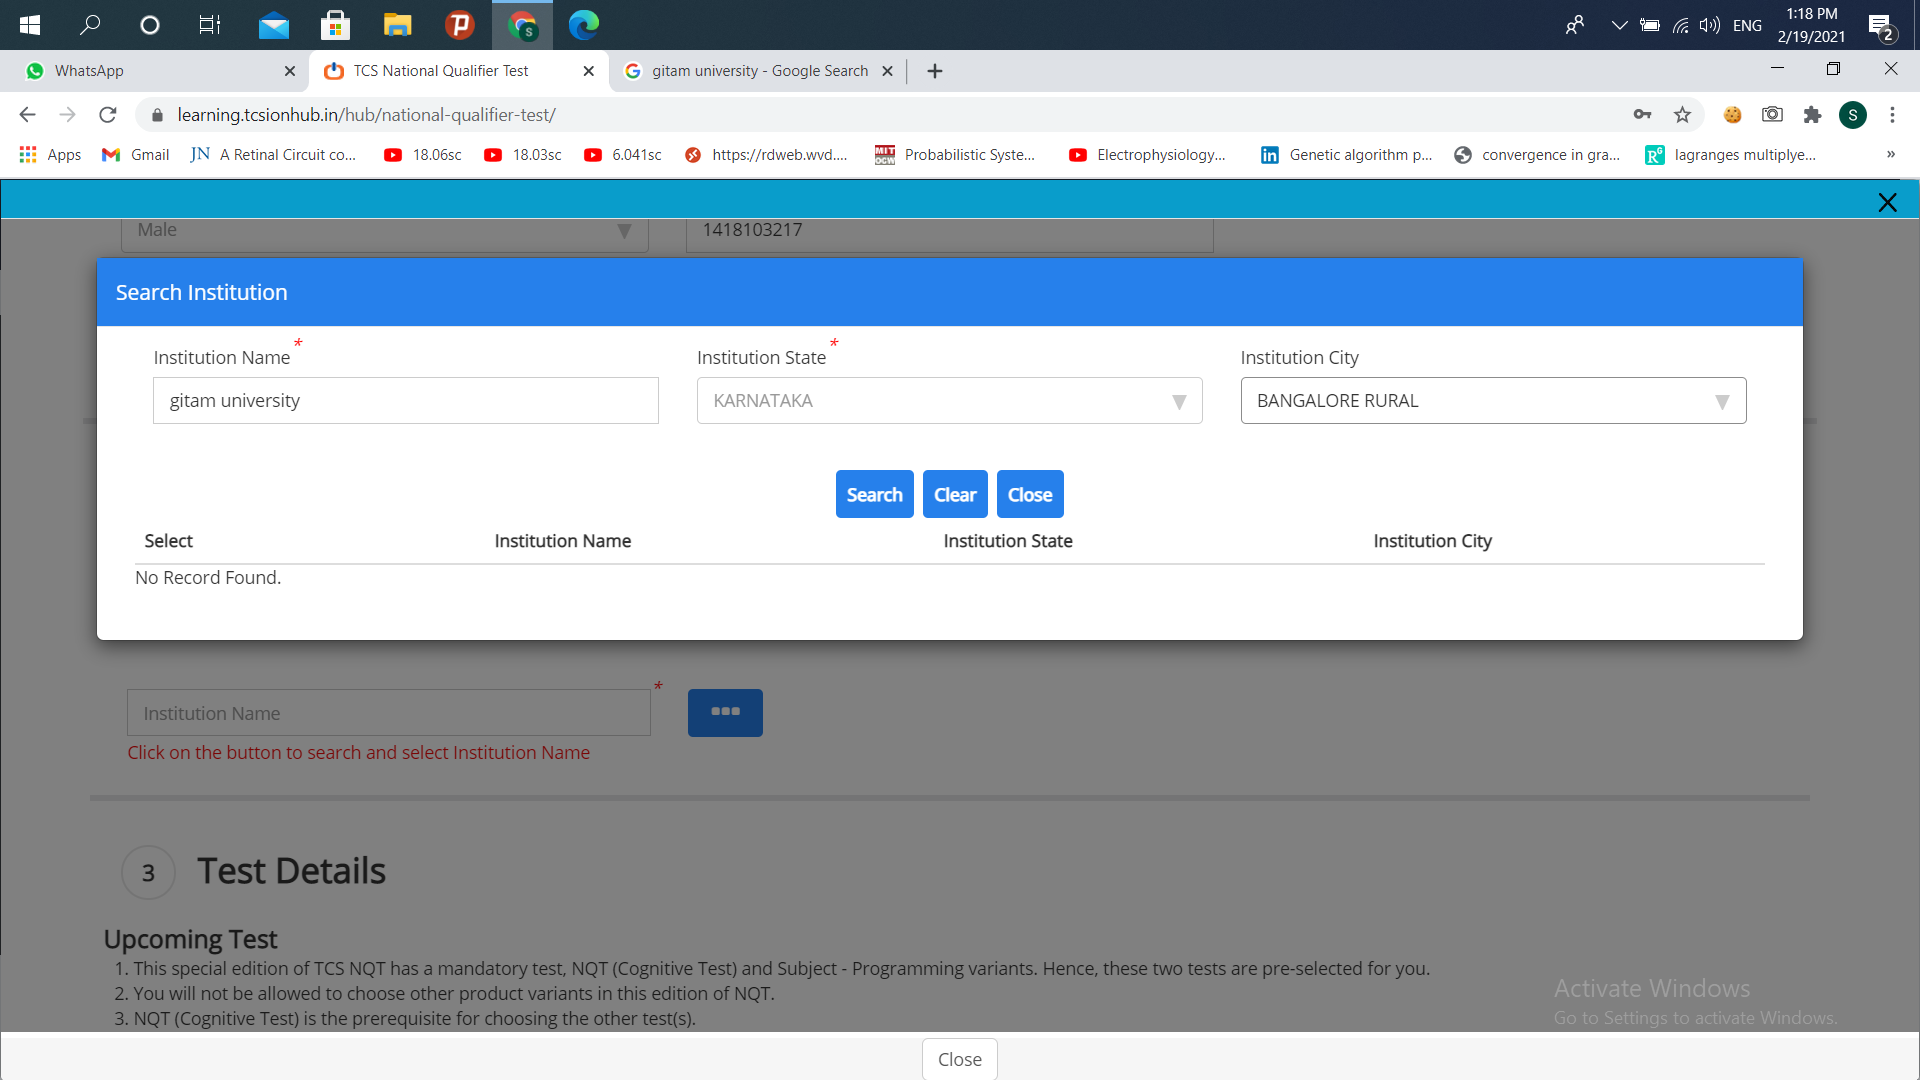 ENG
1:18 PM
2/19/2021
2
WhatsApp
TCS National Qualifier Test
gitam university - Google Search
learning.tcsionhub.in/hub/national-qualifier-test/
S
Apps
Gmail
JN A Retinal Circuit co...
18.06sc
18.03sc
6.041sc
https://rdweb.wvd....
MIT OCW Probabilistic Syste...
Electrophysiology...
in Genetic algorithm p...
convergence in gra...
RG lagranges multiplye...
»
Male
1418103217
Search Institution
Institution Name *
Institution State *
Institution City
gitam university
KARNATAKA
BANGALORE RURAL
Search
Clear
Close
Select
Institution Name
Institution State
Institution City
No Record Found.
Institution Name *
Click on the button to search and select Institution Name
3 Test Details
Upcoming Test
1. This special edition of TCS NQT has a mandatory test, NQT (Cognitive Test) and Subject - Programming variants. Hence, these two tests are pre-selected for you.
2. You will not be allowed to choose other product variants in this edition of NQT.
3. NQT (Cognitive Test) is the prerequisite for choosing the other test(s).
Activate Windows
Go to Settings to activate Windows.
Close